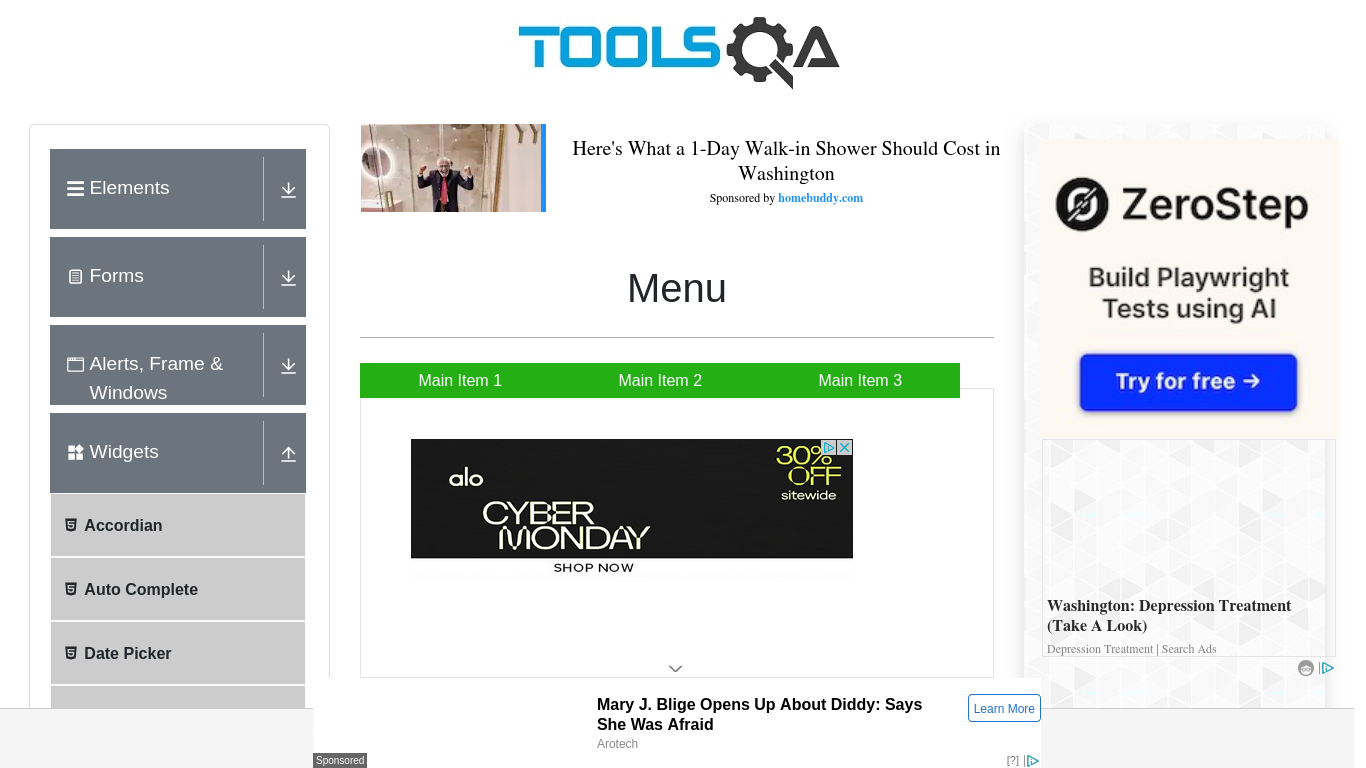 TOOLSQA
Elements
Forms
Alerts, Frame &
Windows
Widgets
Accordian
Auto Complete
Date Picker
Here's What a 1-Day Walk-in Shower Should Cost in
Washington
Sponsored by homebuddy.com
Menu
Main Item 1
Main Item 2
Main Item 3
alo
CYBER
MONDAY
30%
OFF
sitewide
SHOP NOW
ZeroStep
Build Playwright
Tests using AI
Try for free →
Washington: Depression Treatment
(Take A Look)
Depression Treatment | Search Ads
Mary J. Blige Opens Up About Diddy: Says
She Was Afraid
Arotech
Learn More
Sponsored
[?]